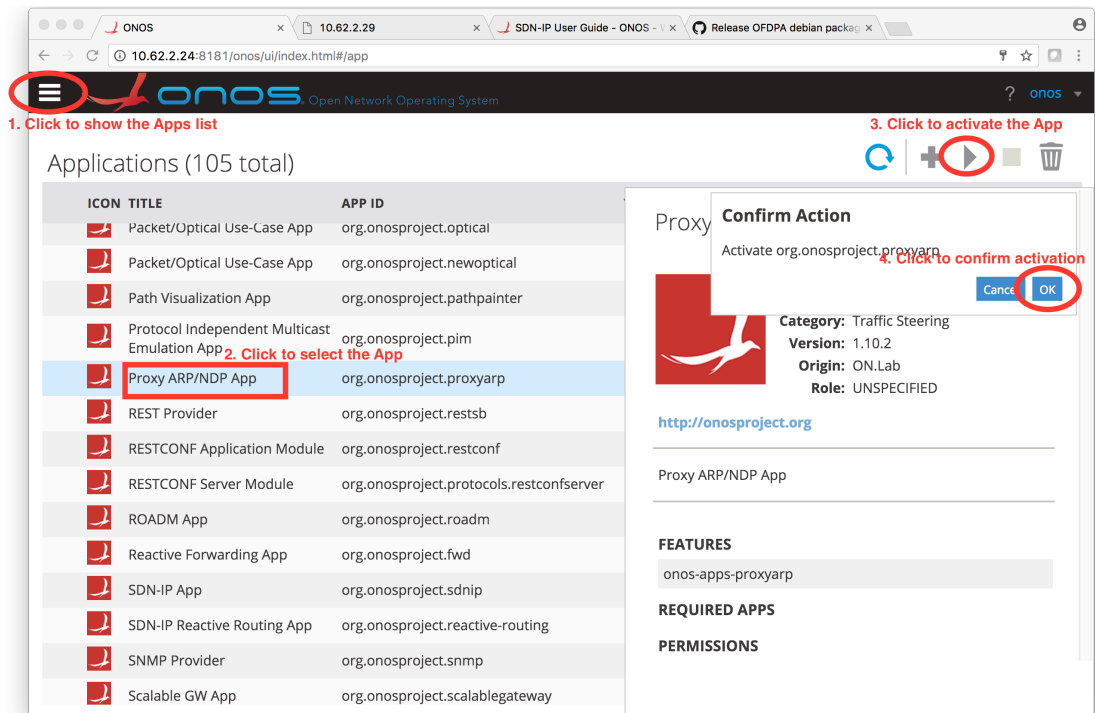 ONOS
10.62.2.29
SDN-IP User Guide - ONOS -
Release OFDPA debian packag
10.62.2.24:8181/onos/ui/index.html#/app
onos Open Network Operating System
? onos
1. Click to show the Apps list
3. Click to activate the App
Applications (105 total)
ICON TITLE APP ID
Packet/Optical Use-Case App org.onosproject.optical
Packet/Optical Use-Case App org.onosproject.newoptical
Path Visualization App org.onosproject.pathpainter
Protocol Independent Multicast
Emulation App org.onosproject.pim
2. Click to select the App
Proxy ARP/NDP App org.onosproject.proxyarp
REST Provider org.onosproject.restsb
RESTCONF Application Module org.onosproject.restconf
RESTCONF Server Module org.onosproject.protocols.restconfserver
ROADM App org.onosproject.roadm
Reactive Forwarding App org.onosproject.fwd
SDN-IP App org.onosproject.sdnip
SDN-IP Reactive Routing App org.onosproject.reactive-routing
SNMP Provider org.onosproject.snmp
Scalable GW App org.onosproject.scalablegateway
Proxy
Confirm Action
Activate org.onosproject.proxyarp
4. Click to confirm activation
Cancel OK
Category: Traffic Steering
Version: 1.10.2
Origin: ON.Lab
Role: UNSPECIFIED
http://onosproject.org
Proxy ARP/NDP App
FEATURES
onos-apps-proxyarp
REQUIRED APPS
PERMISSIONS